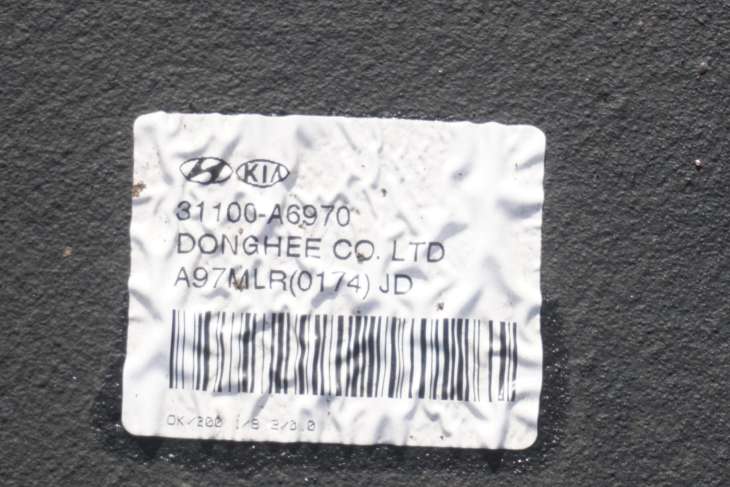 KIA
31100-A6970
DONGHEE CO. LTD
A97MLR(0174) JD